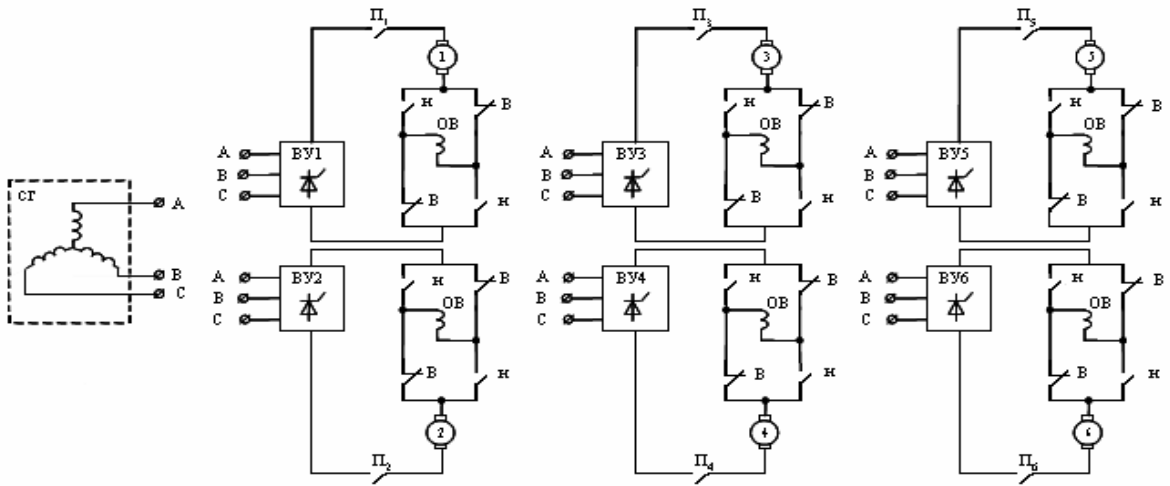 П₁ П₃ П₅
1 3 5
н В н В н В
ОВ ОВ ОВ
А ВУ1 А ВУ3 А ВУ5
В В В
С С С
В н В н В н
СГ
А
В
С
А ВУ2 А ВУ4 А ВУ6
В В В
С С С
н В н В н В
ОВ ОВ ОВ
В н В н В н
2 4 6
П₂ П₄ П₆